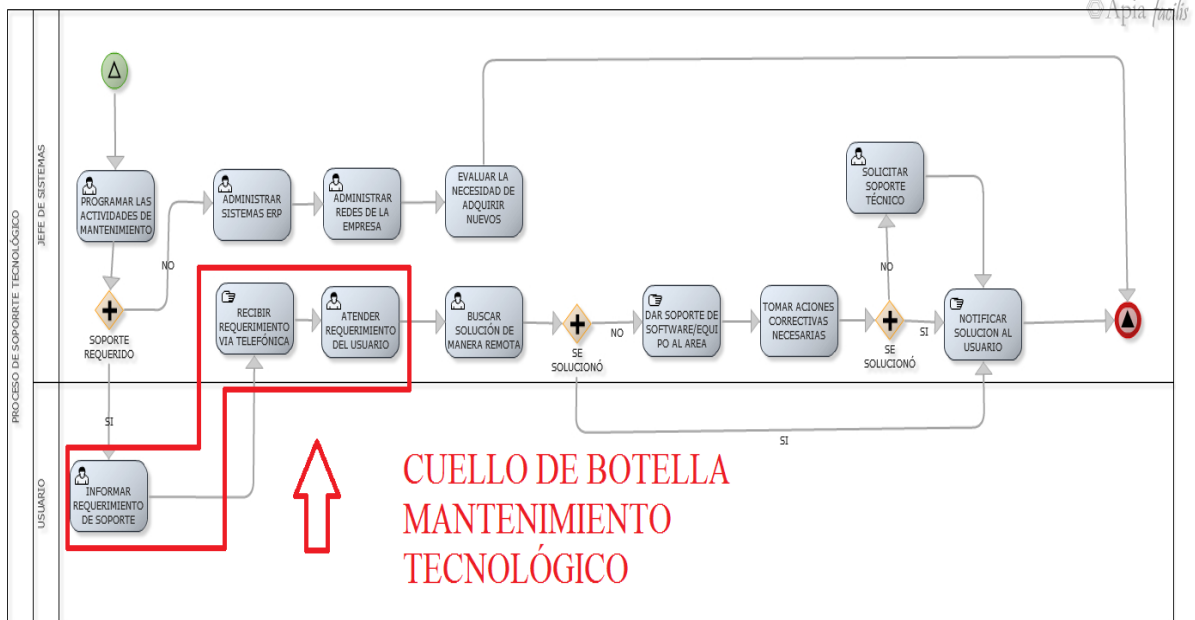 ©Apia facilis
PROCESO DE SOPORRTE TECNOLÓGICO
JEFE DE SISTEMAS
PROGRAMAR LAS
ACTIVIDADES DE
MANTENIMIENTO
NO
ADMINISTRAR
SISTEMAS ERP
ADMINISTRAR
REDES DE LA
EMPRESA
EVALUAR LA
NECESIDAD DE
ADQUIRIR
NUEVOS
SOLICITAR
SOPORTE
TÉCNICO
NO
SOPORTE
REQUERIDO
RECIBIR
REQUERIMIENTO
VIA TELEFÓNICA
ATENDER
REQUERIMIENTO
DEL USUARIO
BUSCAR
SOLUCIÓN DE
MANERA REMOTA
SE
SOLUCIONÓ
NO
DAR SOPORTE DE
SOFTWARE/EQUI
PO AL AREA
TOMAR ACIONES
CORRECTIVAS
NECESARIAS
SE
SOLUCIONÓ
SI
NOTIFICAR
SOLUCION AL
USUARIO
USUARIO
SI
INFORMAR
REQUERIMIENTO
DE SOPORTE
SI
CUELLO DE BOTELLA
MANTENIMIENTO
TECNOLÓGICO